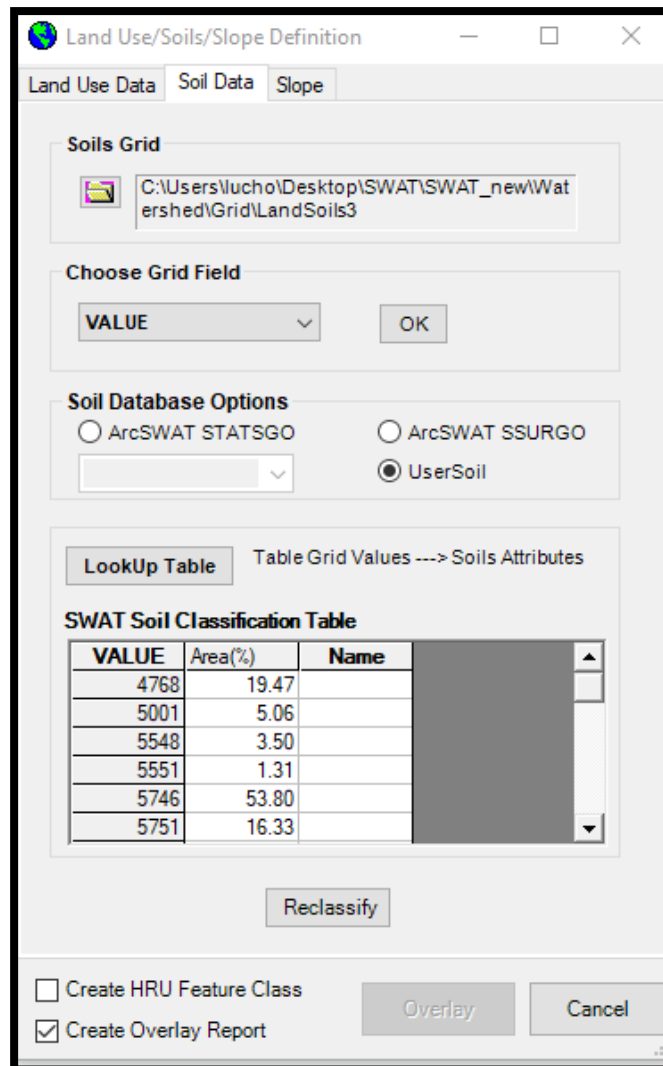 Land Use/Soils/Slope Definition
Land Use Data Soil Data Slope
Soils Grid
C:\Users\lucho\Desktop\SWAT\SWAT_new\Wat
ershed\Grid\LandSoils3
Choose Grid Field
VALUE OK
Soil Database Options
ArcSWAT STATSGO ArcSWAT SSURGO
UserSoil
LookUp Table Table Grid Values ---> Soils Attributes
SWAT Soil Classification Table
VALUE Area(%) Name
4768 19.47
5001 5.06
5548 3.50
5551 1.31
5746 53.80
5751 16.33
Reclassify
Create HRU Feature Class
Create Overlay Report
Overlay Cancel